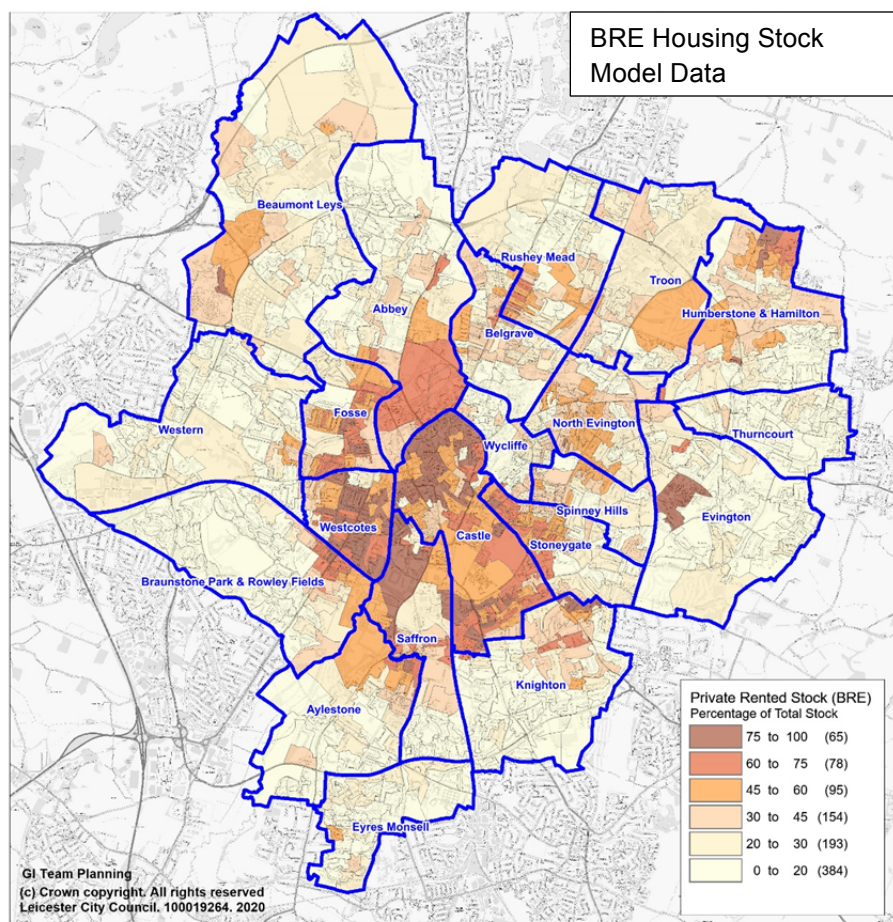 BRE Housing Stock
Model Data
Beaumont Leys
Rushey Mead
Troon
Abbey
Humberstone & Hamilton
Belgrave
Fosse
North Evington
Western
Wycliffe
Thurncourt
Spinney Hills
Evington
Westcotes
Castle
Stoneygate
Braunstone Park & Rowley Fields
Saffron
Knighton
Aylestone
Eyres Monsell
Private Rented Stock (BRE)
Percentage of Total Stock
75 to 100 (65)
60 to 75 (78)
45 to 60 (95)
30 to 45 (154)
20 to 30 (193)
0 to 20 (384)
GI Team Planning
(c) Crown copyright. All rights reserved
Leicester City Council. 100019264. 2020